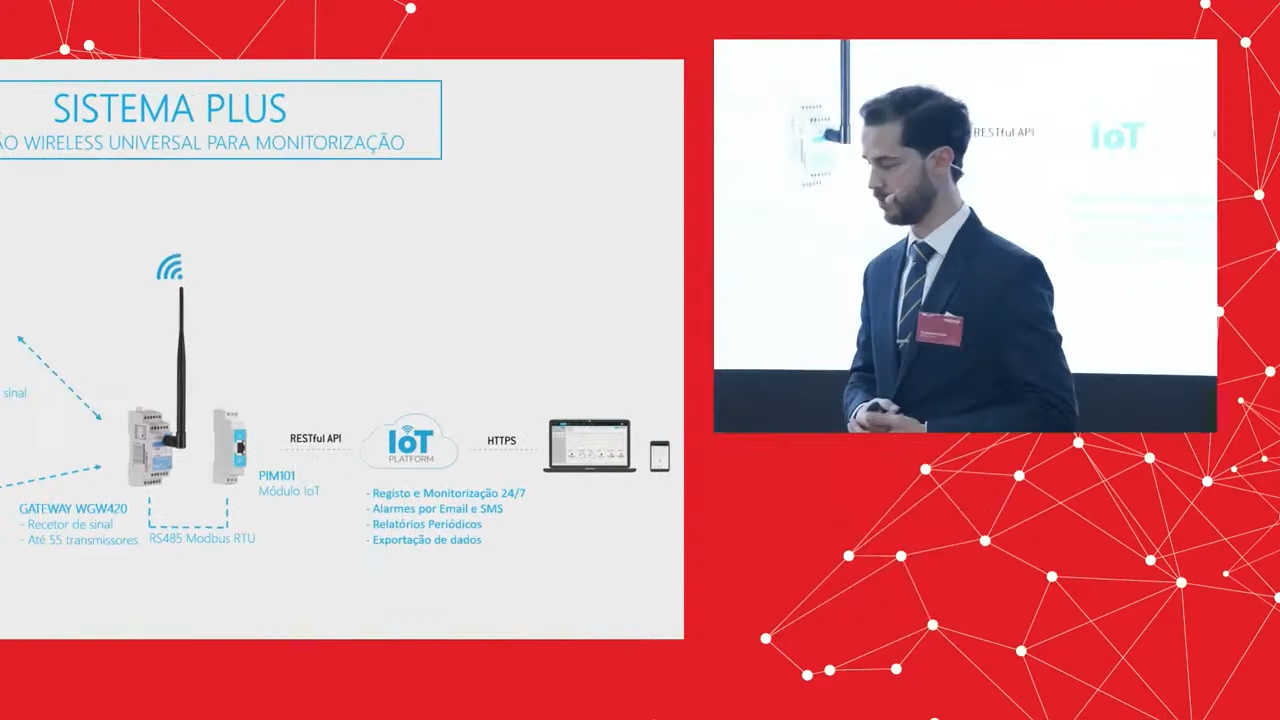 SISTEMA PLUS
ÃO WIRELESS UNIVERSAL PARA MONITORIZAÇÃO
sinal
GATEWAY WGW420
- Recetor de sinal
- Até 55 transmissores
RS485 Modbus RTU
PIM101
Módulo IoT
RESTful API
IoT
PLATFORM
HTTPS
- Registo e Monitorização 24/7
- Alarmes por Email e SMS
- Relatórios Periódicos
- Exportação de dados
RESTful API
IoT